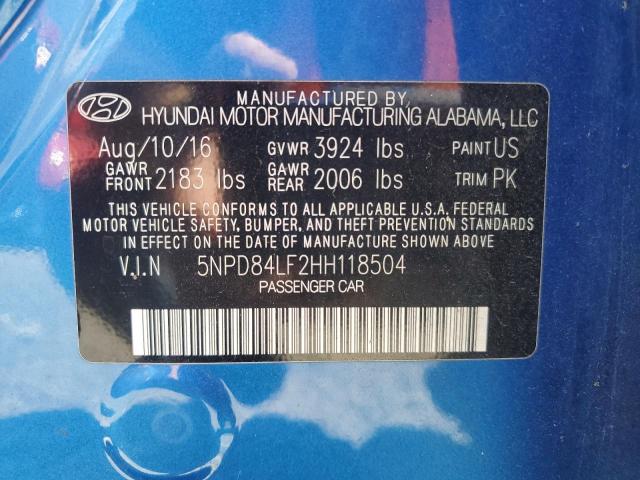 MANUFACTURED BY
HYUNDAI MOTOR MANUFACTURING ALABAMA, LLC
Aug/10/16 GVWR 3924 lbs PAINT US
GAWR FRONT 2183 lbs GAWR REAR 2006 lbs TRIM PK
THIS VEHICLE CONFORMS TO ALL APPLICABLE U.S.A. FEDERAL
MOTOR VEHICLE SAFETY, BUMPER, AND THEFT PREVENTION STANDARDS
IN EFFECT ON THE DATE OF MANUFACTURE SHOWN ABOVE
V.I.N 5NPD84LF2HH118504
PASSENGER CAR